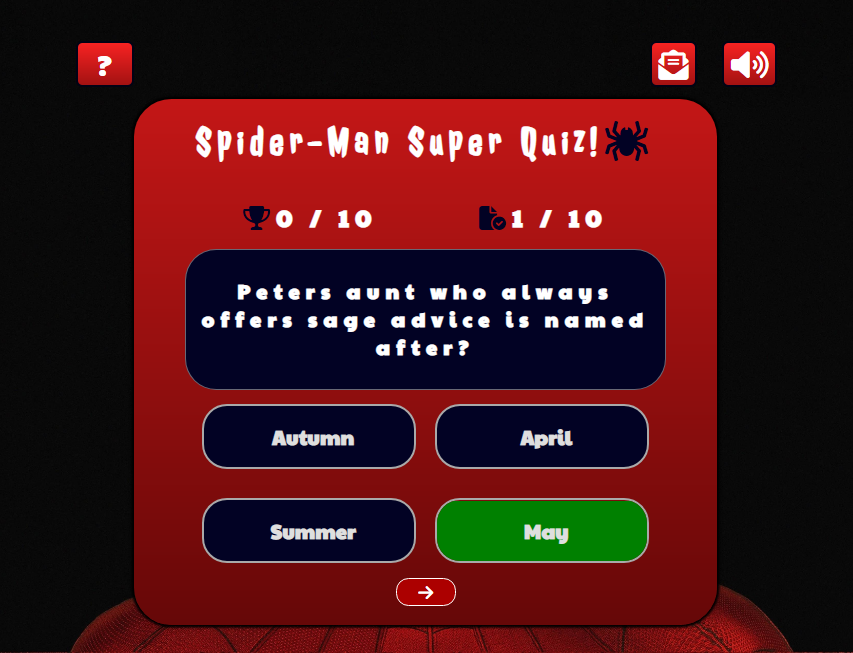 ?
Spider-Man Super Quiz!
0 / 10
1 / 10
Peters aunt who always
offers sage advice is named
after?
Autumn
April
Summer
May